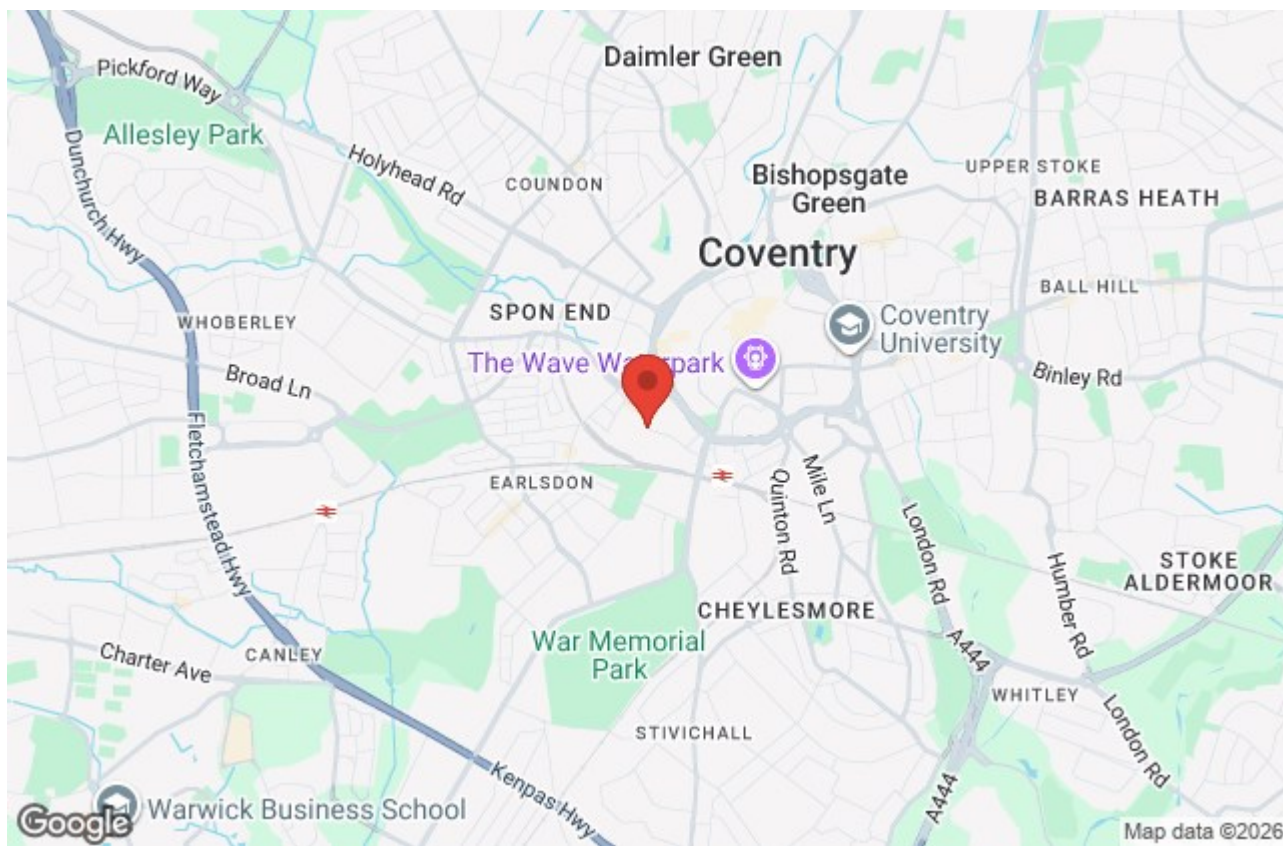 Daimler Green
Pickford Way
Allesley Park
Holyhead Rd
COUNDON
Bishopsgate
Green
UPPER STOKE
BARRAS HEATH
Dunchurch Hwy
Coventry
BALL HILL
SPON END
WHOBERLEY
Coventry
University
The Wave Waterpark
Broad Ln
Binley Rd
Fletchamstead Hwy
EARLSDON
Mile Ln
Quinton Rd
London Rd
STOKE
ALDERMOOR
Humber Rd
CHEYLESMORE
War Memorial
Park
A444
Charter Ave
CANLEY
WHITLEY
London Rd
STIVICHALL
Kenpas Hwy
A444
Warwick Business School
Google
Map data ©2026